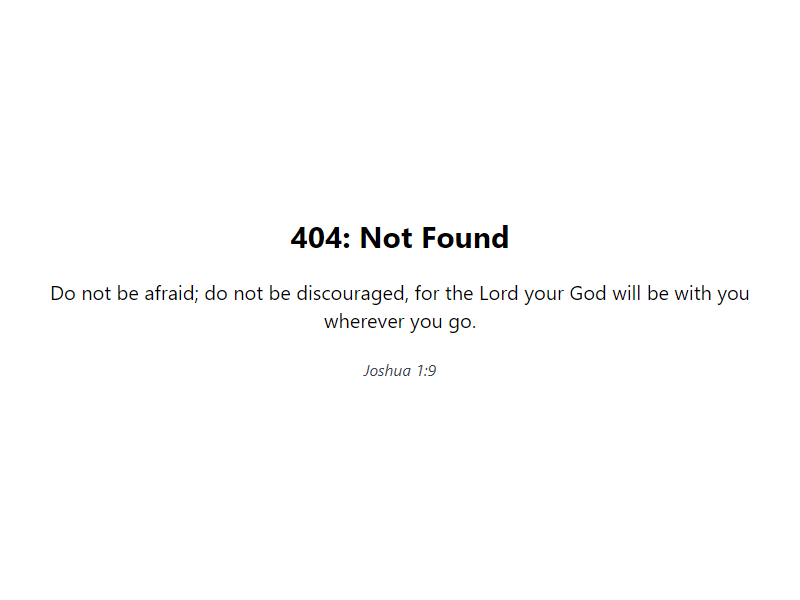 404: Not Found
Do not be afraid; do not be discouraged, for the Lord your God will be with you
wherever you go.
Joshua 1:9